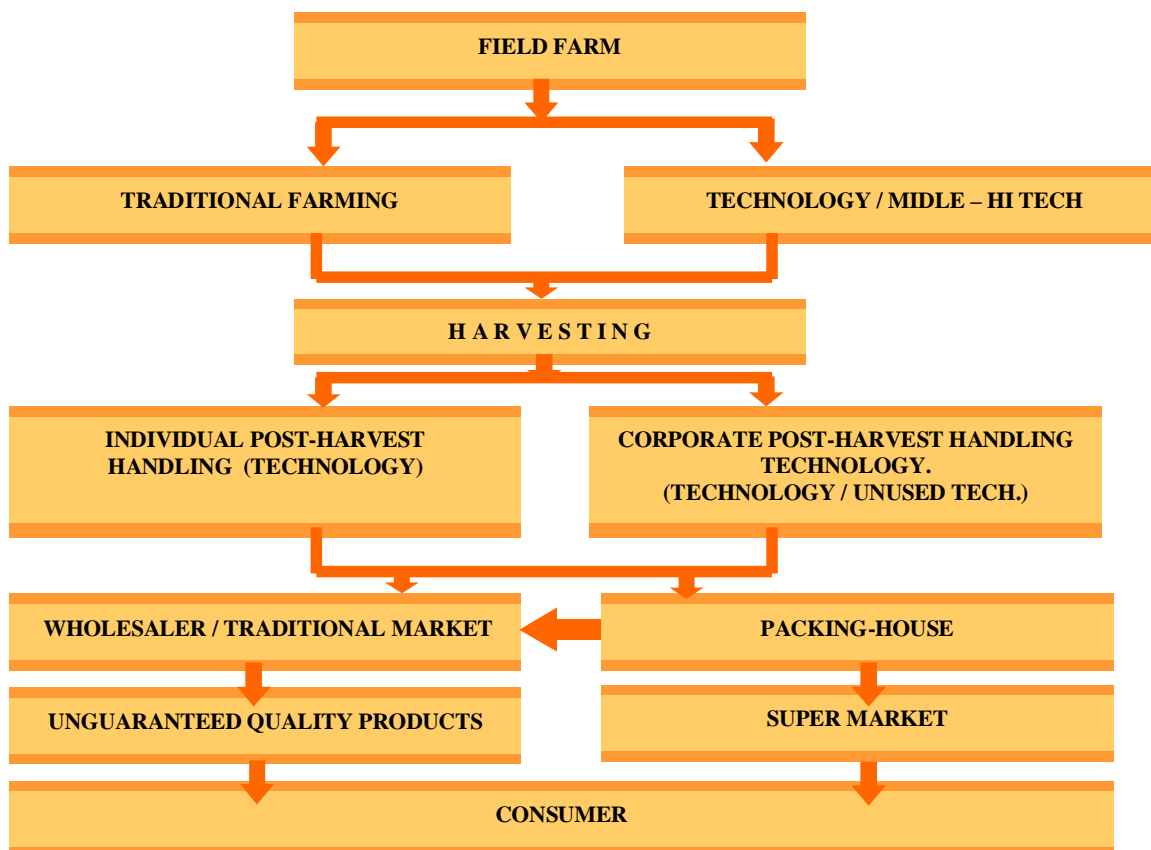 FIELD FARM
TRADITIONAL FARMING
TECHNOLOGY / MIDLE – HI TECH
H A R V E S T I N G
INDIVIDUAL POST-HARVEST
HANDLING (TECHNOLOGY)
CORPORATE POST-HARVEST HANDLING
TECHNOLOGY.
(TECHNOLOGY / UNUSED TECH.)
WHOLESALER / TRADITIONAL MARKET
PACKING-HOUSE
UNGUARANTEED QUALITY PRODUCTS
SUPER MARKET
CONSUMER